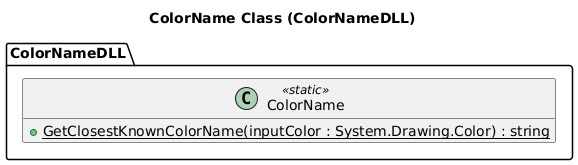 ColorName Class (ColorNameDLL)
ColorNameDLL
C
«static»
ColorName
GetClosestKnownColorName(inputColor : System.Drawing.Color) : string